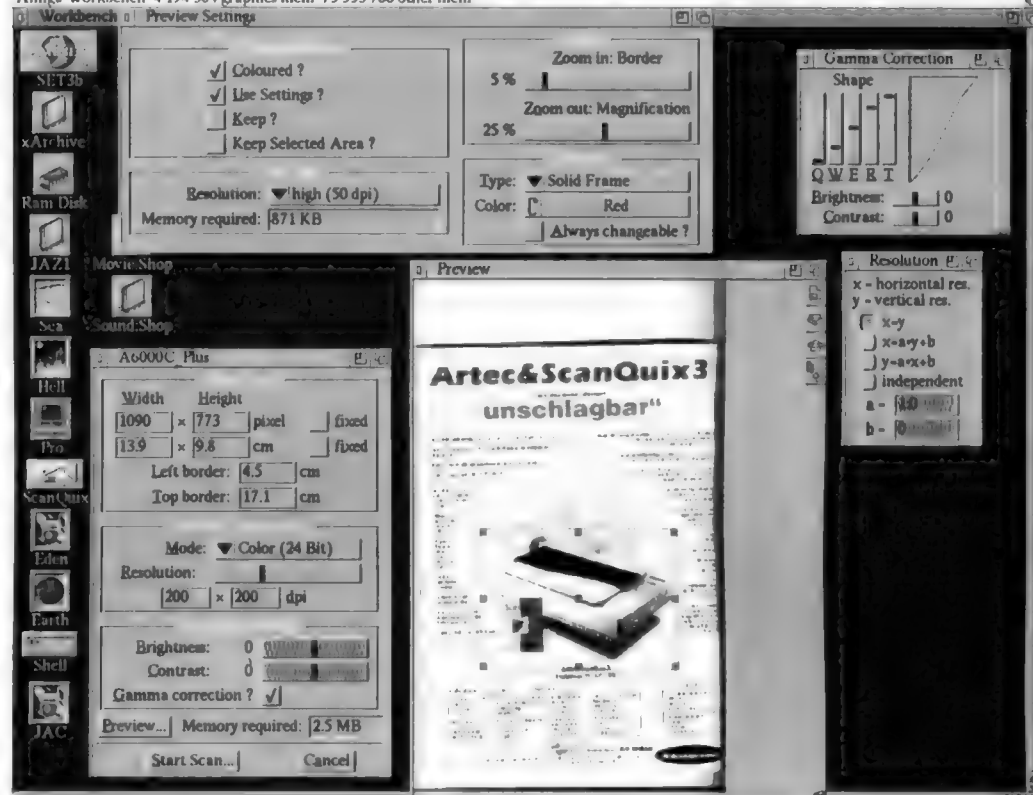 Workbench
Preview Settings
SET3b
xArchive
Ram Disk
JAZ1
Movie:Shop
Sea
Sound:Shop
Hell
Pro
ScanQuix
Eden
Earth
Shell
JAC
Coloured ?
Use Settings ?
Keep ?
Keep Selected Area ?
Resolution: high (50 dpi)
Memory required: 871 KB
Zoom in: Border
5 %
Zoom out: Magnification
25 %
Type: Solid Frame
Color: Red
Always changeable ?
Gamma Correction
Shape
Q W E R T
Brightness: 0
Contrast: 0
Resolution
x - horizontal res.
y - vertical res.
x=y
x=a*y+b
y=a*x+b
independent
a - 1.0
b - 0
A6000C Plus
Width Height
1090 × 773 pixel fixed
13.9 × 9.8 cm fixed
Left border: 4.5 cm
Top border: 17.1 cm
Mode: Color (24 Bit)
Resolution:
200 × 200 dpi
Brightness: 0
Contrast: 0
Gamma correction ?
Preview... Memory required: 2.5 MB
Start Scan... Cancel
Preview
Artec&ScanQuix3
unschlagbar“